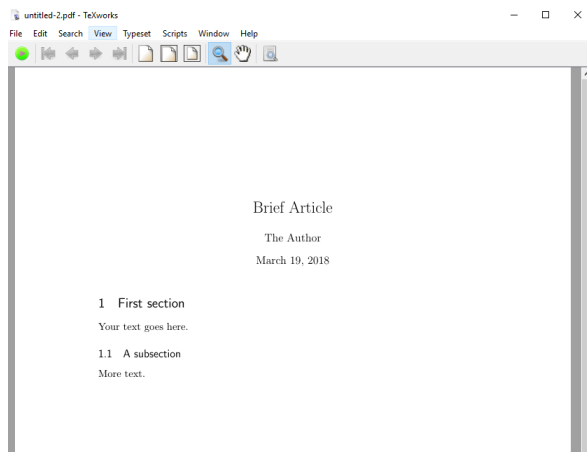 untitled-2.pdf - TeXworks
File Edit Search View Typeset Scripts Window Help
Brief Article
The Author
March 19, 2018
1 First section
Your text goes here.
1.1 A subsection
More text.